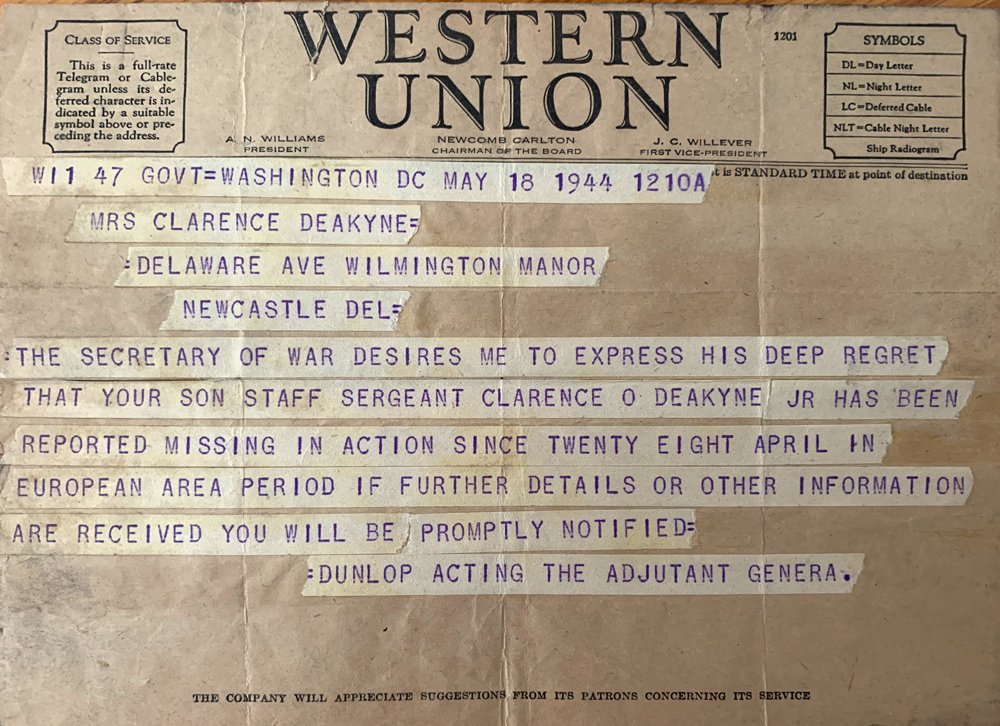 CLASS OF SERVICE
This is a full-rate
Telegram or Cable-
gram unless its de-
ferred character is in-
dicated by a suitable
symbol above or pre-
ceding the address.
WESTERN
UNION
1201
SYMBOLS
DL=Day Letter
NL=Night Letter
LC=Deferred Cable
NLT=Cable Night Letter
Ship Radiogram
A. N. WILLIAMS
PRESIDENT
NEWCOMB CARLTON
CHAIRMAN OF THE BOARD
J. C. WILLEVER
FIRST VICE-PRESIDENT
is STANDARD TIME at point of destination
WI1 47 GOVT=WASHINGTON DC MAY 18 1944 1210A
MRS CLARENCE DEAKYNE=
:DELAWARE AVE WILMINGTON MANOR
NEWCASTLE DEL=
:THE SECRETARY OF WAR DESIRES ME TO EXPRESS HIS DEEP REGRET
THAT YOUR SON STAFF SERGEANT CLARENCE O DEAKYNE JR HAS BEEN
REPORTED MISSING IN ACTION SINCE TWENTY EIGHT APRIL IN
EUROPEAN AREA PERIOD IF FURTHER DETAILS OR OTHER INFORMATION
ARE RECEIVED YOU WILL BE PROMPTLY NOTIFIED=
:DUNLOP ACTING THE ADJUTANT GENERA.
THE COMPANY WILL APPRECIATE SUGGESTIONS FROM ITS PATRONS CONCERNING ITS SERVICE